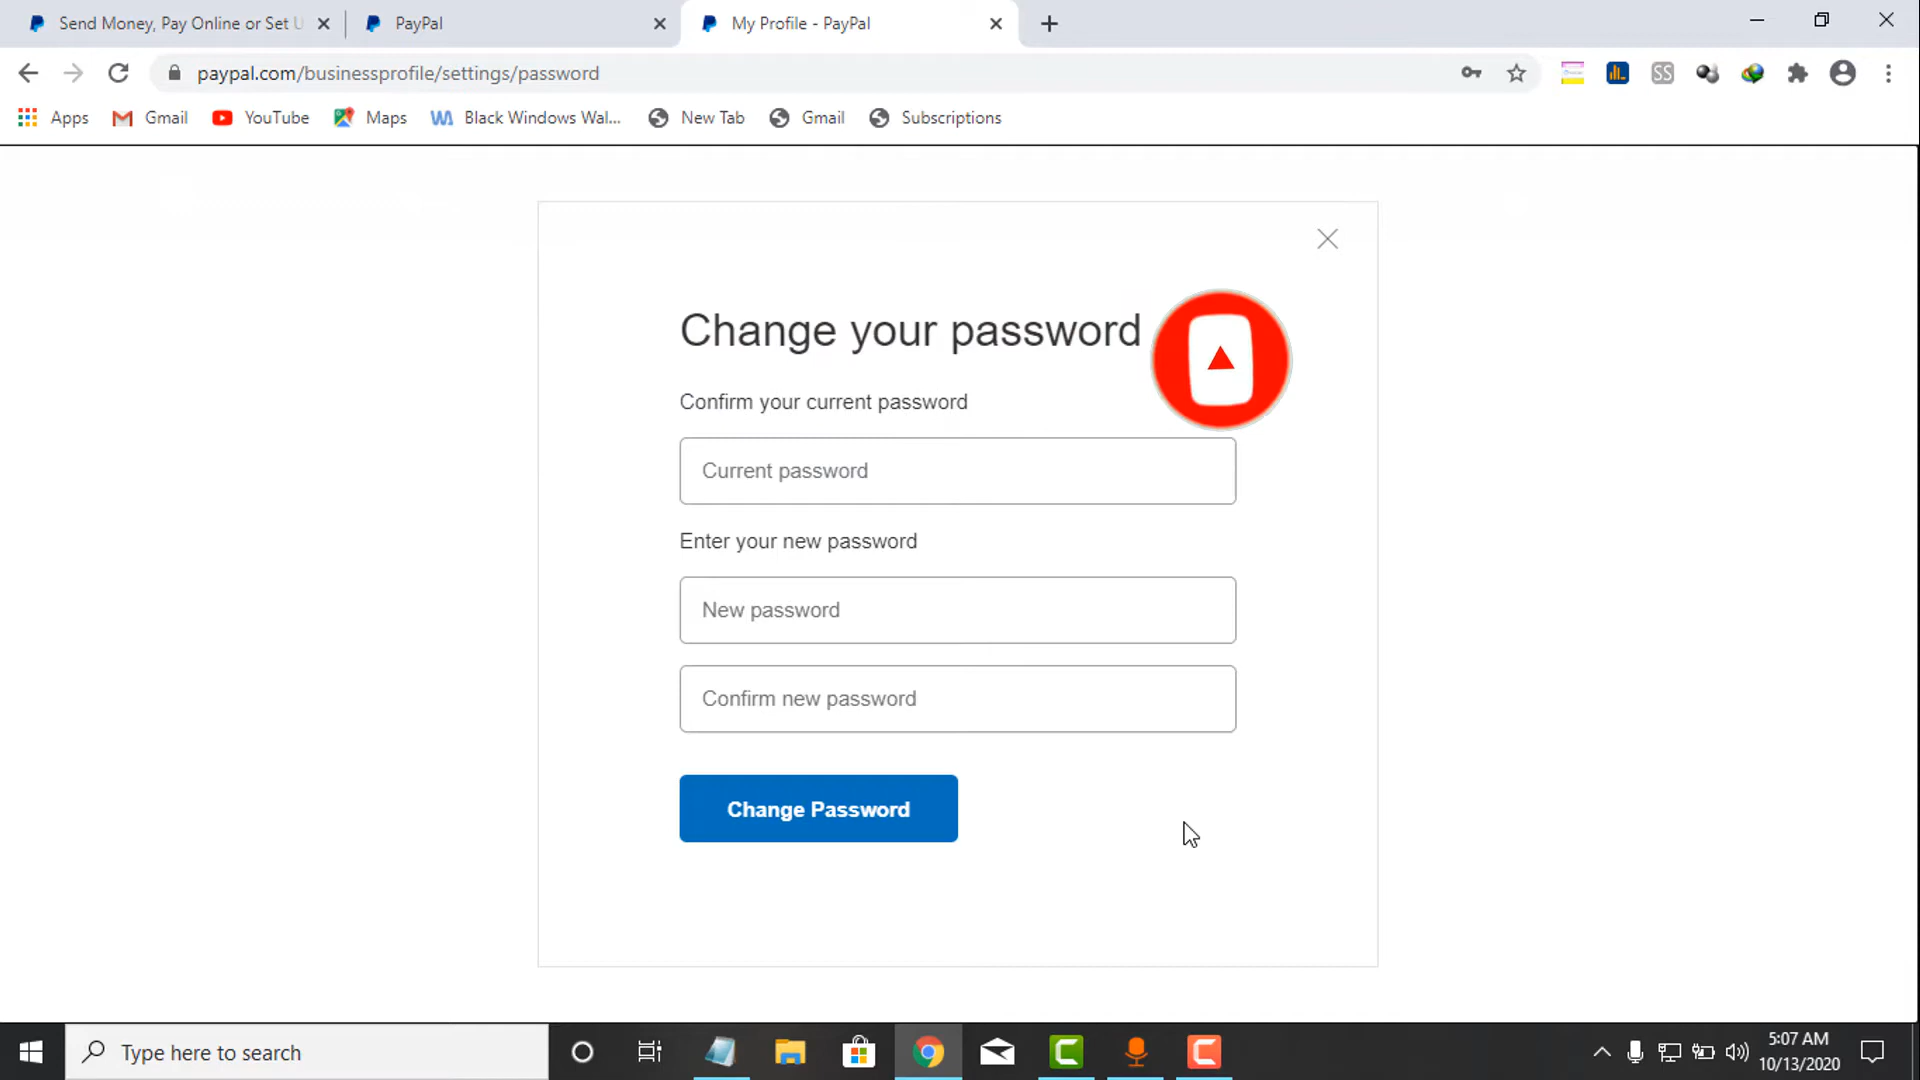 Send Money, Pay Online or Set U
PayPal
My Profile - PayPal
paypal.com/businessprofile/settings/password
SS
Apps
Gmail
YouTube
Maps
Black Windows Wal...
New Tab
Gmail
Subscriptions
Change your password
Confirm your current password
Current password
Enter your new password
New password
Confirm new password
Change Password
Type here to search
5:07 AM
10/13/2020